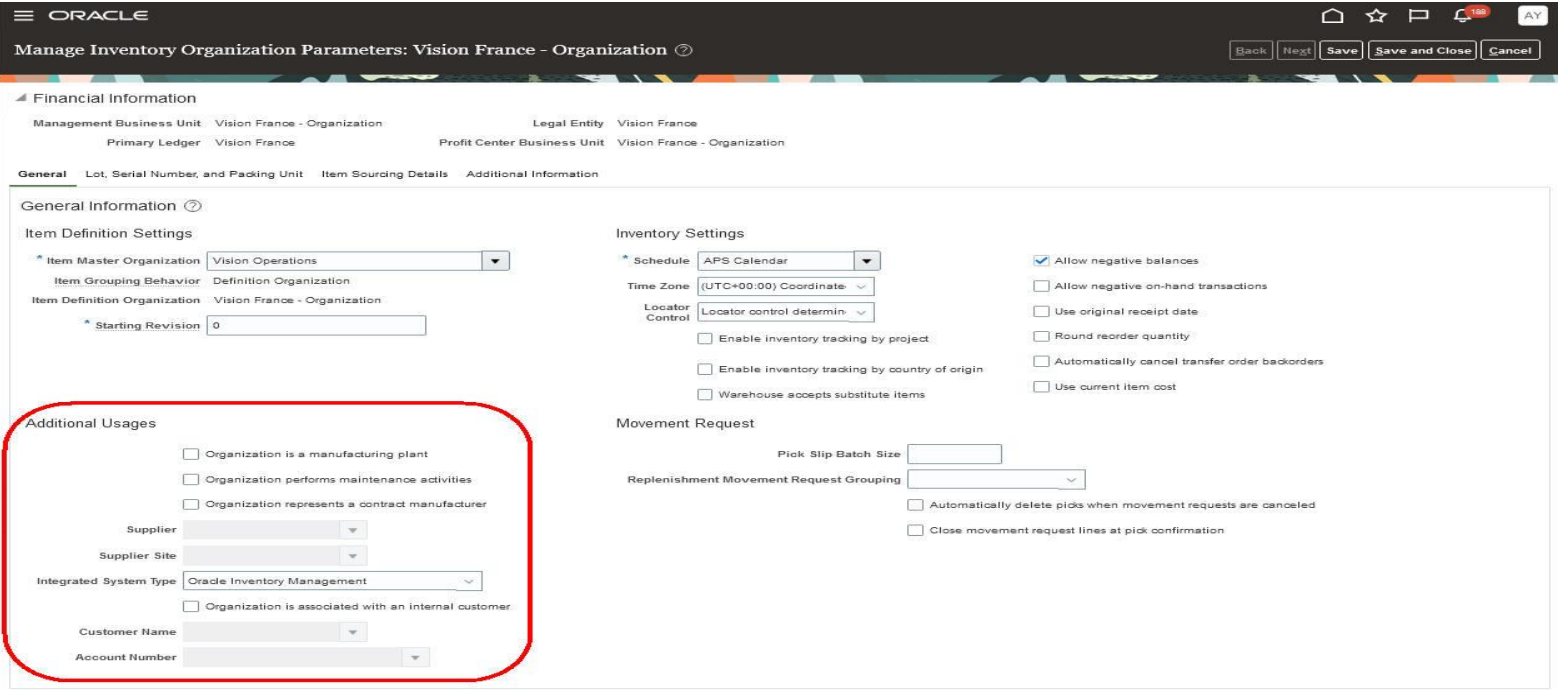 ORACLE
188
AY
Manage Inventory Organization Parameters: Vision France - Organization
Back Next Save Save and Close Cancel
Financial Information
Management Business Unit Vision France - Organization
Legal Entity Vision France
Primary Ledger Vision France
Profit Center Business Unit Vision France - Organization
General Lot, Serial Number, and Packing Unit Item Sourcing Details Additional Information
General Information
Item Definition Settings
* Item Master Organization Vision Operations
Item Grouping Behavior Definition Organization
Item Definition Organization Vision France - Organization
* Starting Revision 0
Inventory Settings
* Schedule APS Calendar
Time Zone (UTC+00:00) Coordinate
Locator
Control Locator control determin
Enable inventory tracking by project
Enable inventory tracking by country of origin
Warehouse accepts substitute items
Allow negative balances
Allow negative on-hand transactions
Use original receipt date
Round reorder quantity
Automatically cancel transfer order backorders
Use current item cost
Additional Usages
Organization is a manufacturing plant
Organization performs maintenance activities
Organization represents a contract manufacturer
Supplier
Supplier Site
Integrated System Type Oracle Inventory Management
Organization is associated with an internal customer
Customer Name
Account Number
Movement Request
Pick Slip Batch Size
Replenishment Movement Request Grouping
Automatically delete picks when movement requests are canceled
Close movement request lines at pick confirmation